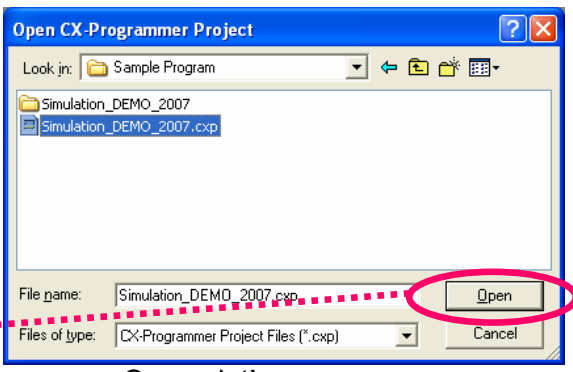 Open CX-Programmer Project
Look in: Sample Program
Simulation_DEMO_2007
Simulation_DEMO_2007.cxp
File name: Simulation_DEMO_2007.cxp Open
Files of type: CX-Programmer Project Files (*.cxp) Cancel